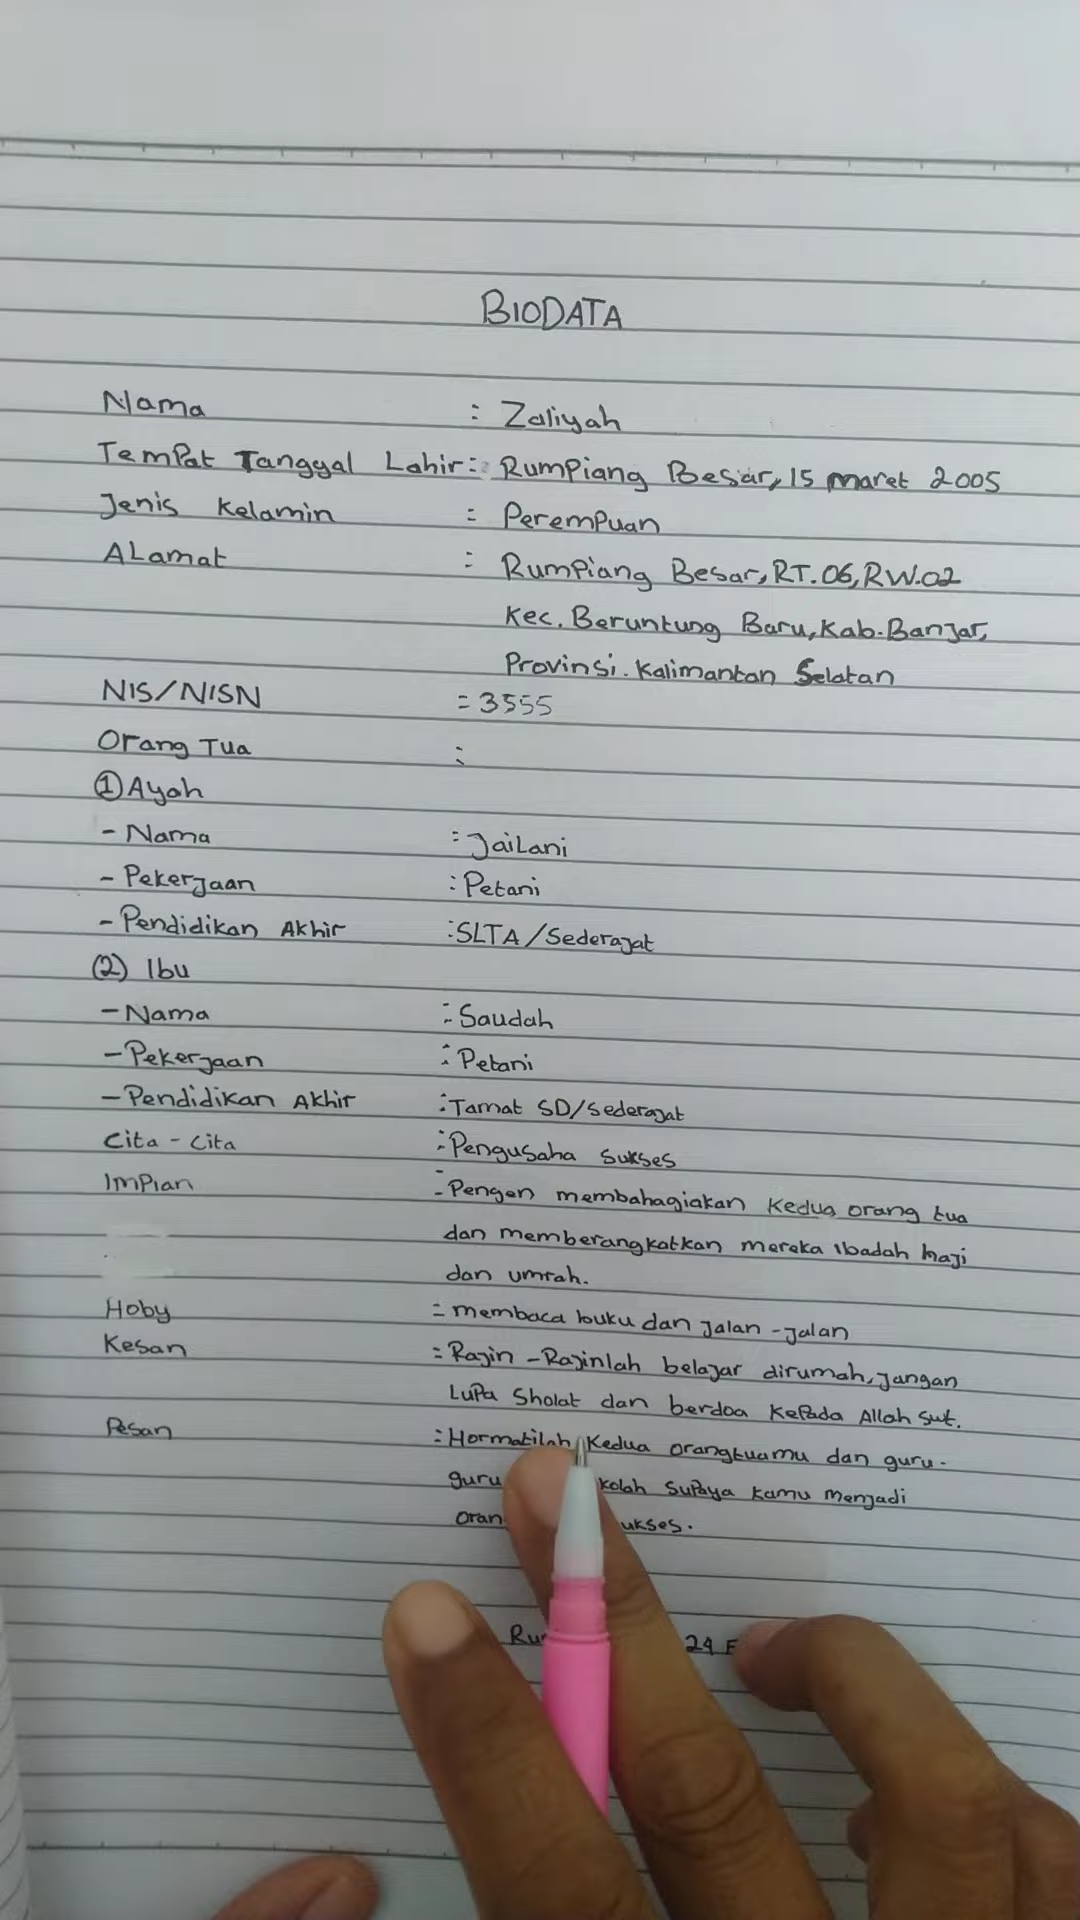 BIODATA
Nama : Zaliyah
Tempat Tanggal Lahir : Rumpiang Besar, 15 maret 2005
Jenis Kelamin : Perempuan
ALamat : Rumpiang Besar, RT. 06, RW.02
Kec. Beruntung Baru, Kab. Banjar,
Provinsi. Kalimantan Selatan
NIS/NISN = 3555
Orang Tua :
① Ayah
- Nama : JaiLani
- Pekerjaan : Petani
- Pendidikan Akhir : SLTA/Sederajat
(2) Ibu
- Nama : Saudah
- Pekerjaan : Petani
- Pendidikan Akhir : Tamat SD/Sederajat
Cita - Cita : Pengusaha Sukses
Impian : Pengen membahagiakan Kedua orang tua
dan memberangkatkan mereka ibadah haji
dan umrah.
Hoby = membaca buku dan jalan - jalan
Kesan = Rajin - Rajinlah belajar dirumah, jangan
Lupa Sholat dan berdoa Kepada Allah Swt.
Pesan : Hormatilah Kedua orangtuamu dan guru-
guru supaya kamu menjadi
24